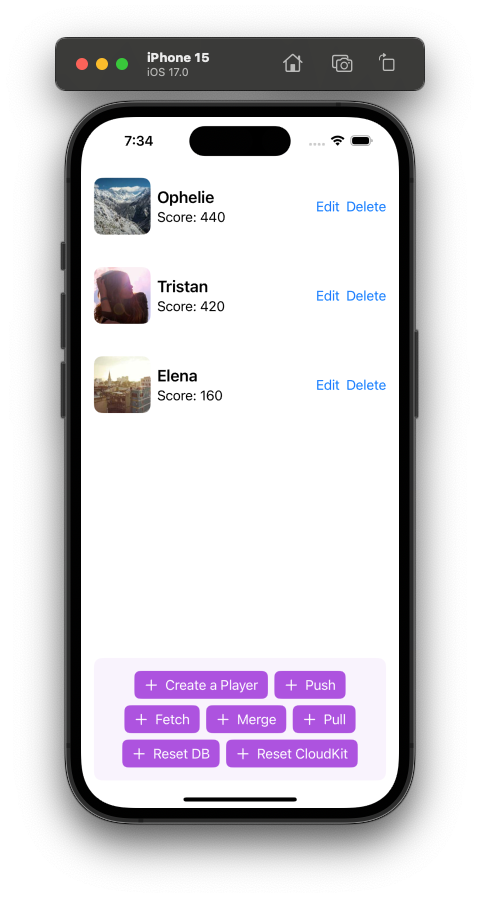 iPhone 15
iOS 17.0
7:34
Ophelie
Score: 440
Edit Delete
Tristan
Score: 420
Edit Delete
Elena
Score: 160
Edit Delete
+ Create a Player + Push
+ Fetch + Merge + Pull
+ Reset DB + Reset CloudKit